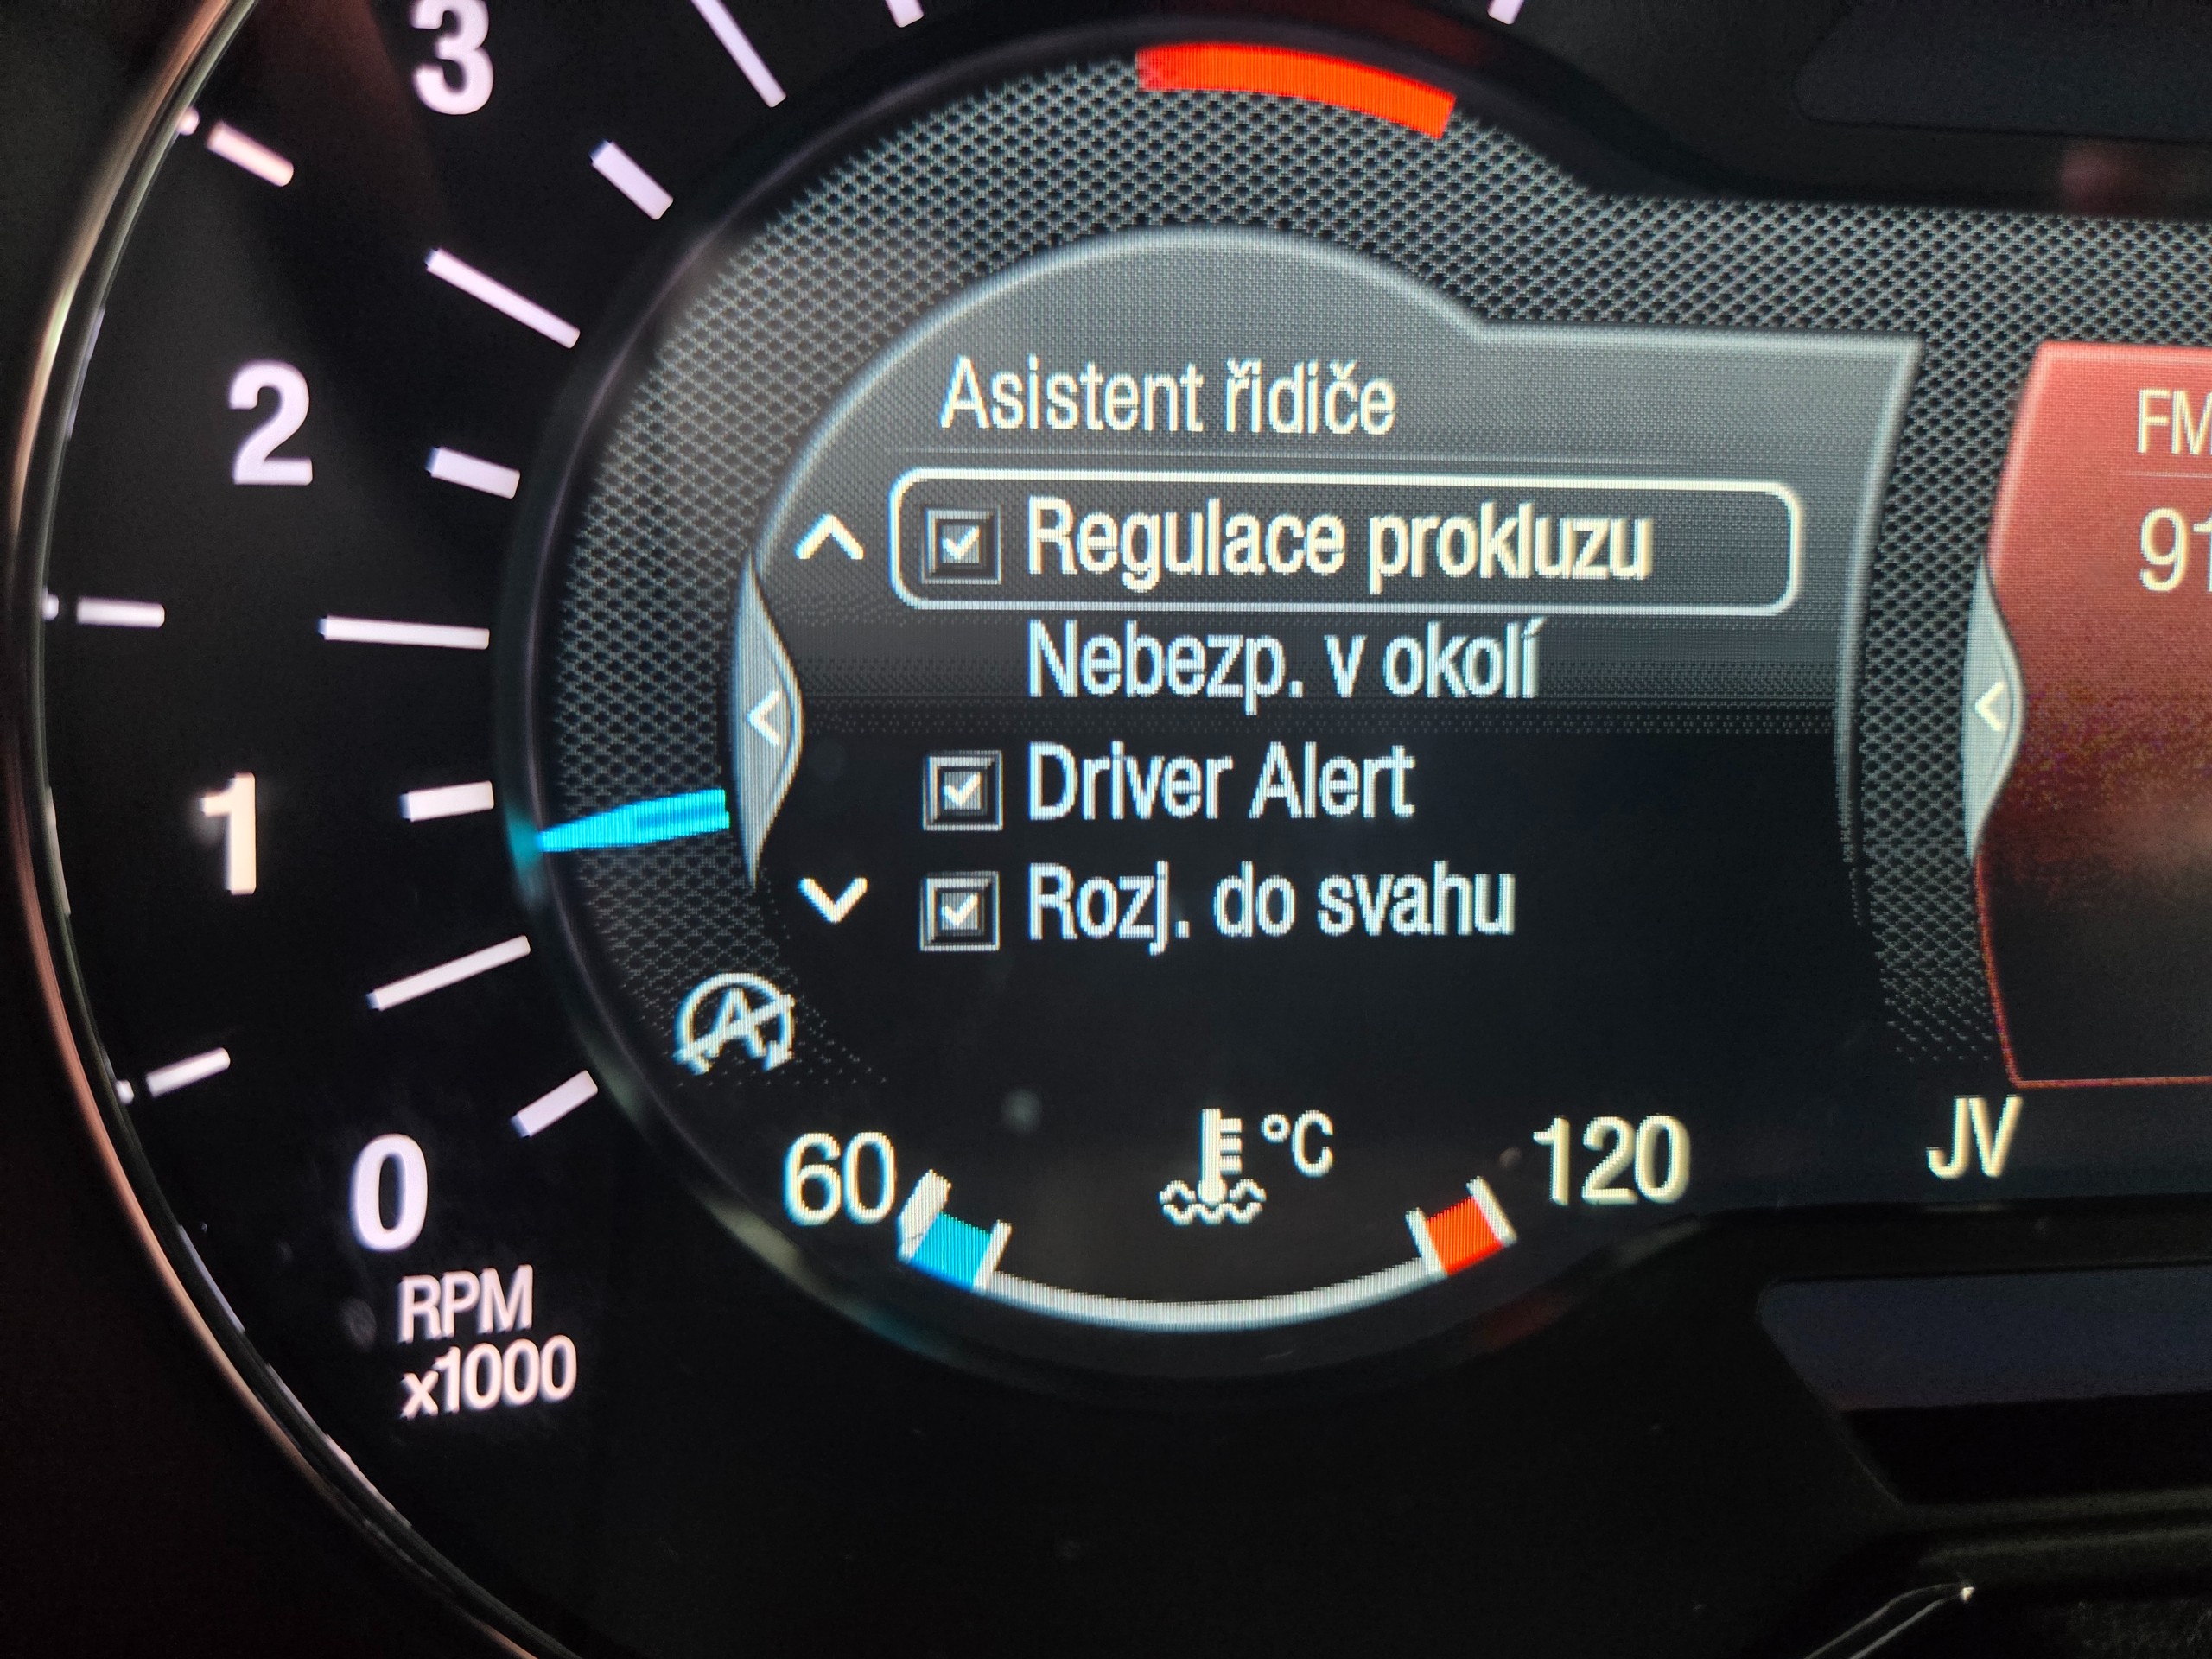 3
2
1
0
RPM
x1000
Asistent řidiče
Regulace prokluzu
Nebezp. v okolí
Driver Alert
Rozj. do svahu
A
60
°C
120
JV
FM
91